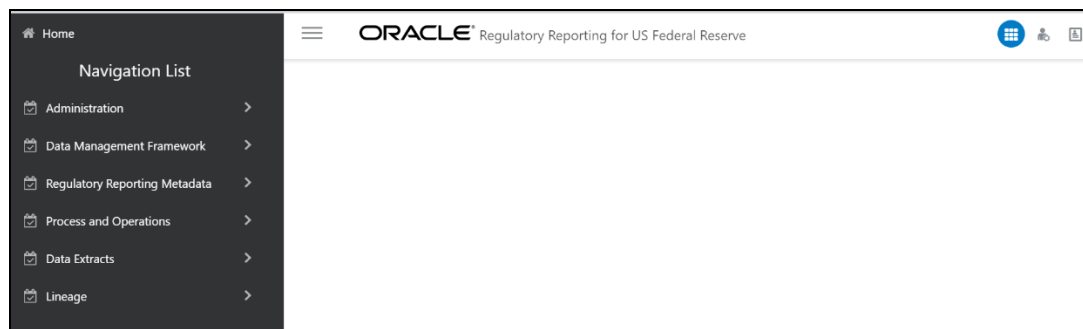 Home
ORACLE® Regulatory Reporting for US Federal Reserve
Navigation List
Administration
Data Management Framework
Regulatory Reporting Metadata
Process and Operations
Data Extracts
Lineage